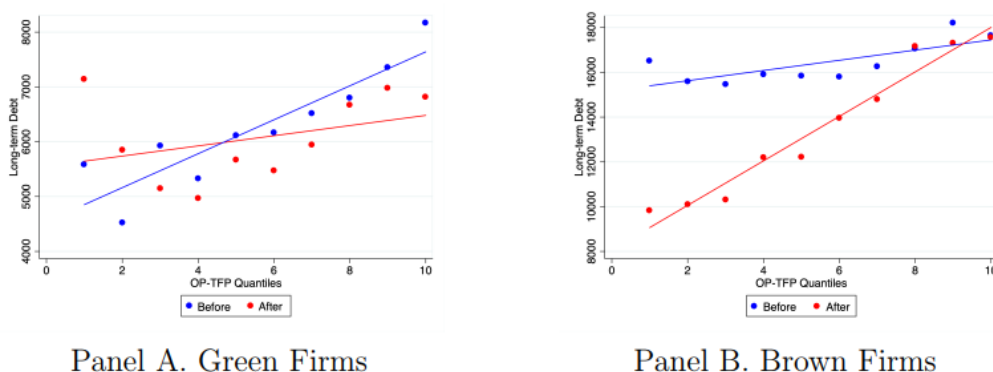 8000
7000
6000
5000
4000
Long-term Debt
0 2 4 6 8 10
OP-TFP Quantiles
Before After
Panel A. Green Firms
18000
16000
14000
12000
10000
8000
Long-term Debt
0 2 4 6 8 10
OP-TFP Quantiles
Before After
Panel B. Brown Firms